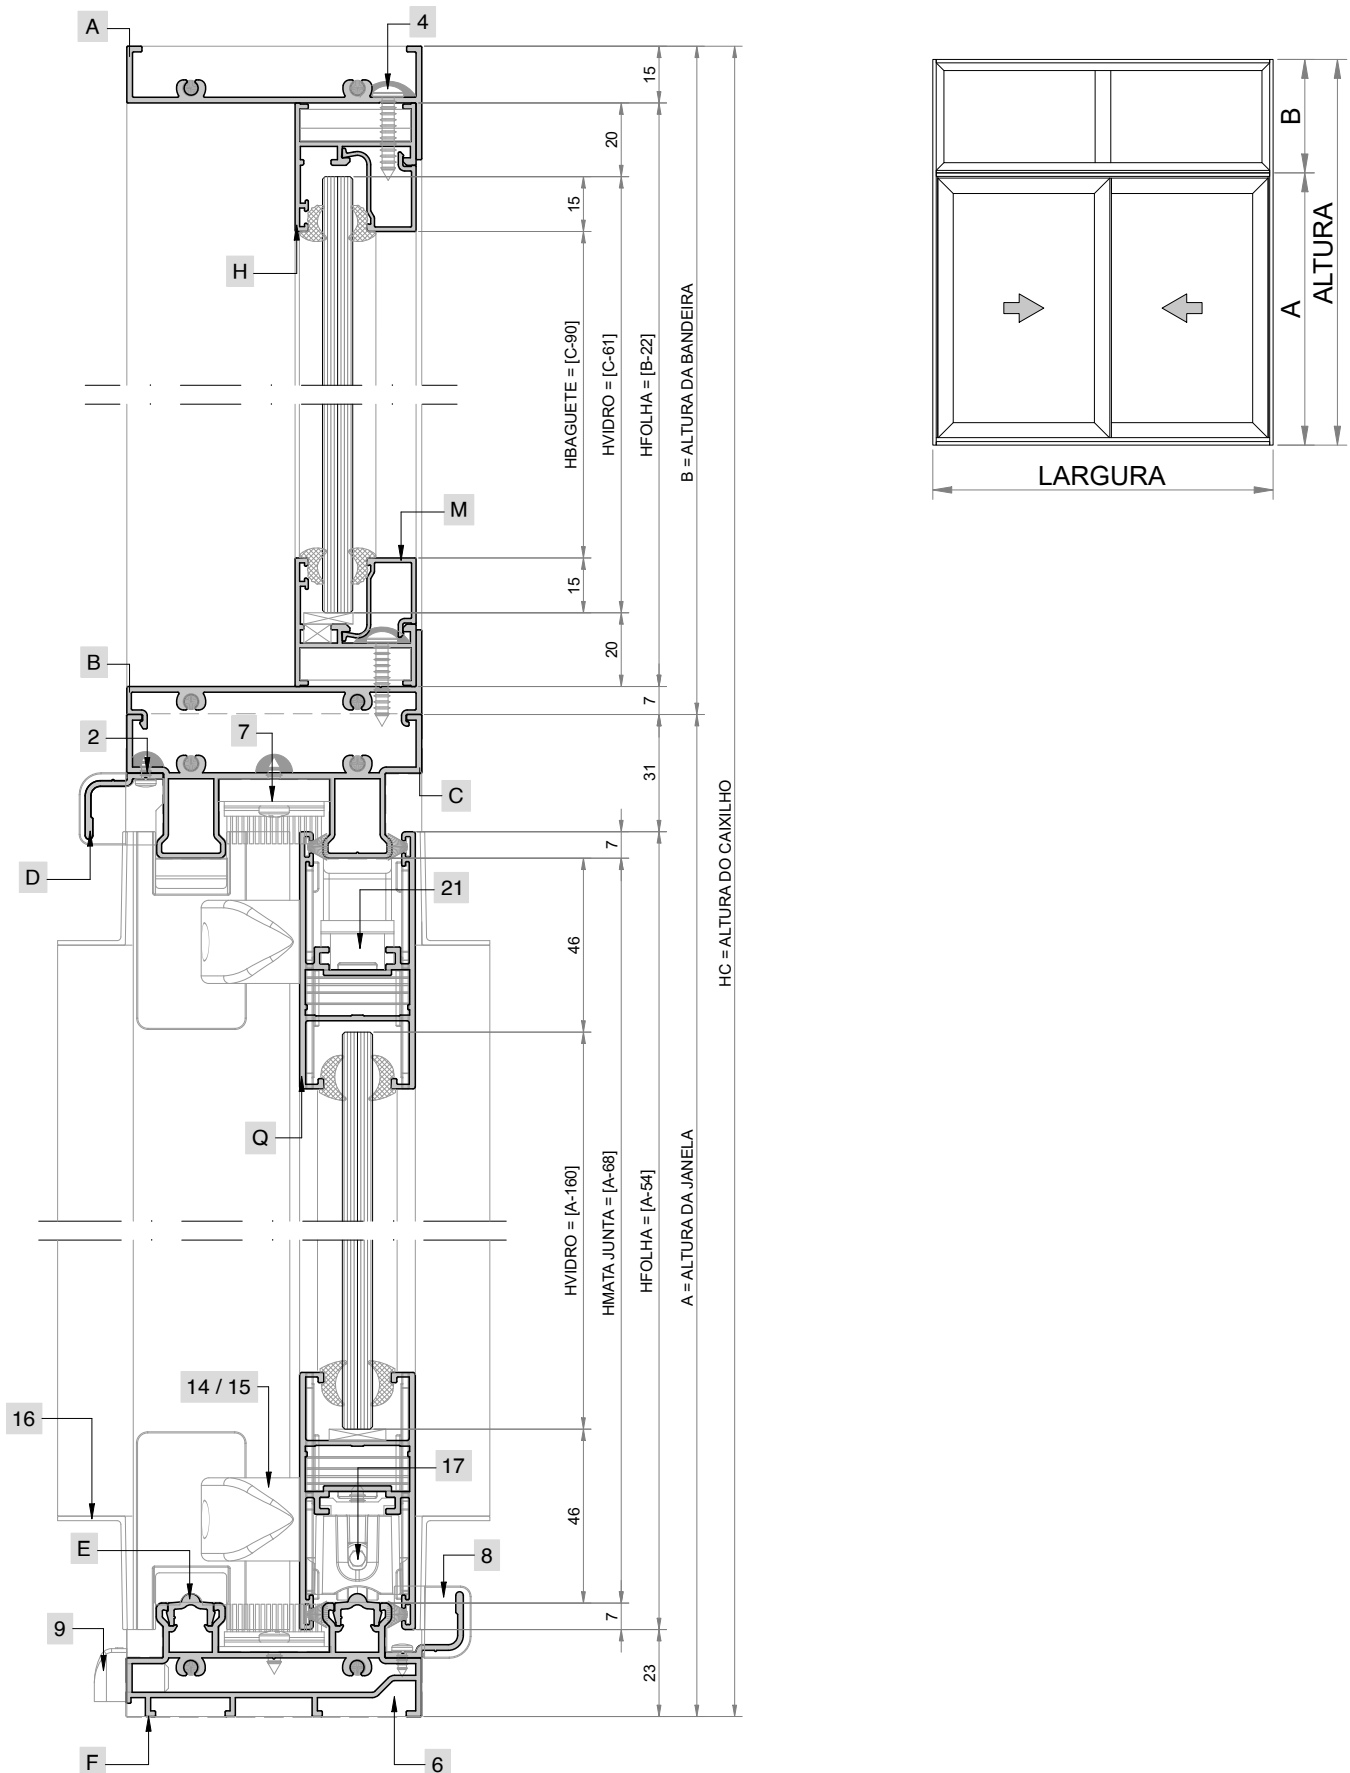 A
4
15
20
15
H
HBAGUETE = [C-90]
HVIDRO = [C-61]
HFOLHA = [B-22]
B = ALTURA DA BANDEIRA
M
15
20
B
7
2
7
31
C
D
7
21
46
HC = ALTURA DO CAIXILHO
Q
HVIDRO = [A-160]
HMATA JUNTA = [A-68]
HFOLHA = [A-54]
A = ALTURA DA JANELA
14 / 15
16
17
46
E
8
9
7
23
F
6
B
A
ALTURA
LARGURA